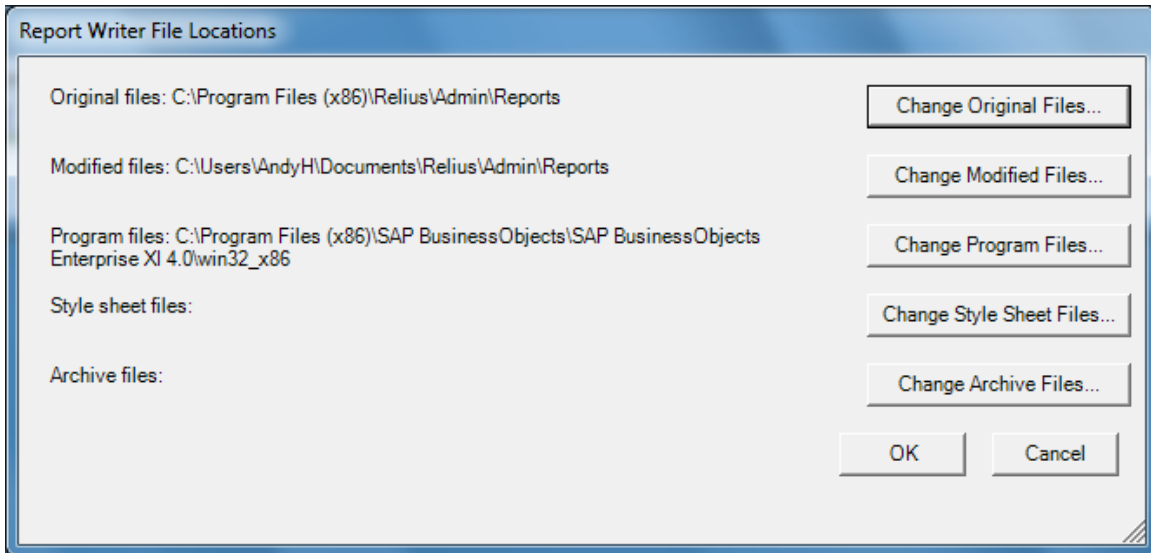 Report Writer File Locations
Original files: C:\Program Files (x86)\Relius\Admin\Reports
Change Original Files...
Modified files: C:\Users\AndyH\Documents\Relius\Admin\Reports
Change Modified Files...
Program files: C:\Program Files (x86)\SAP BusinessObjects\SAP BusinessObjects
Enterprise XI 4.0\win32_x86
Change Program Files...
Style sheet files:
Change Style Sheet Files...
Archive files:
Change Archive Files...
OK
Cancel